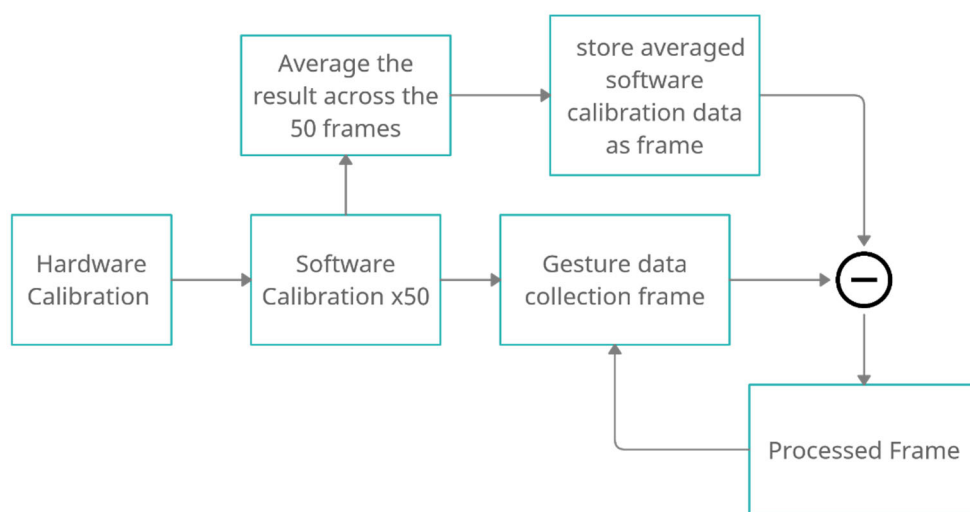 Average the
result across the
50 frames
store averaged
software
calibration data
as frame
Hardware
Calibration
Software
Calibration x50
Gesture data
collection frame
Processed Frame